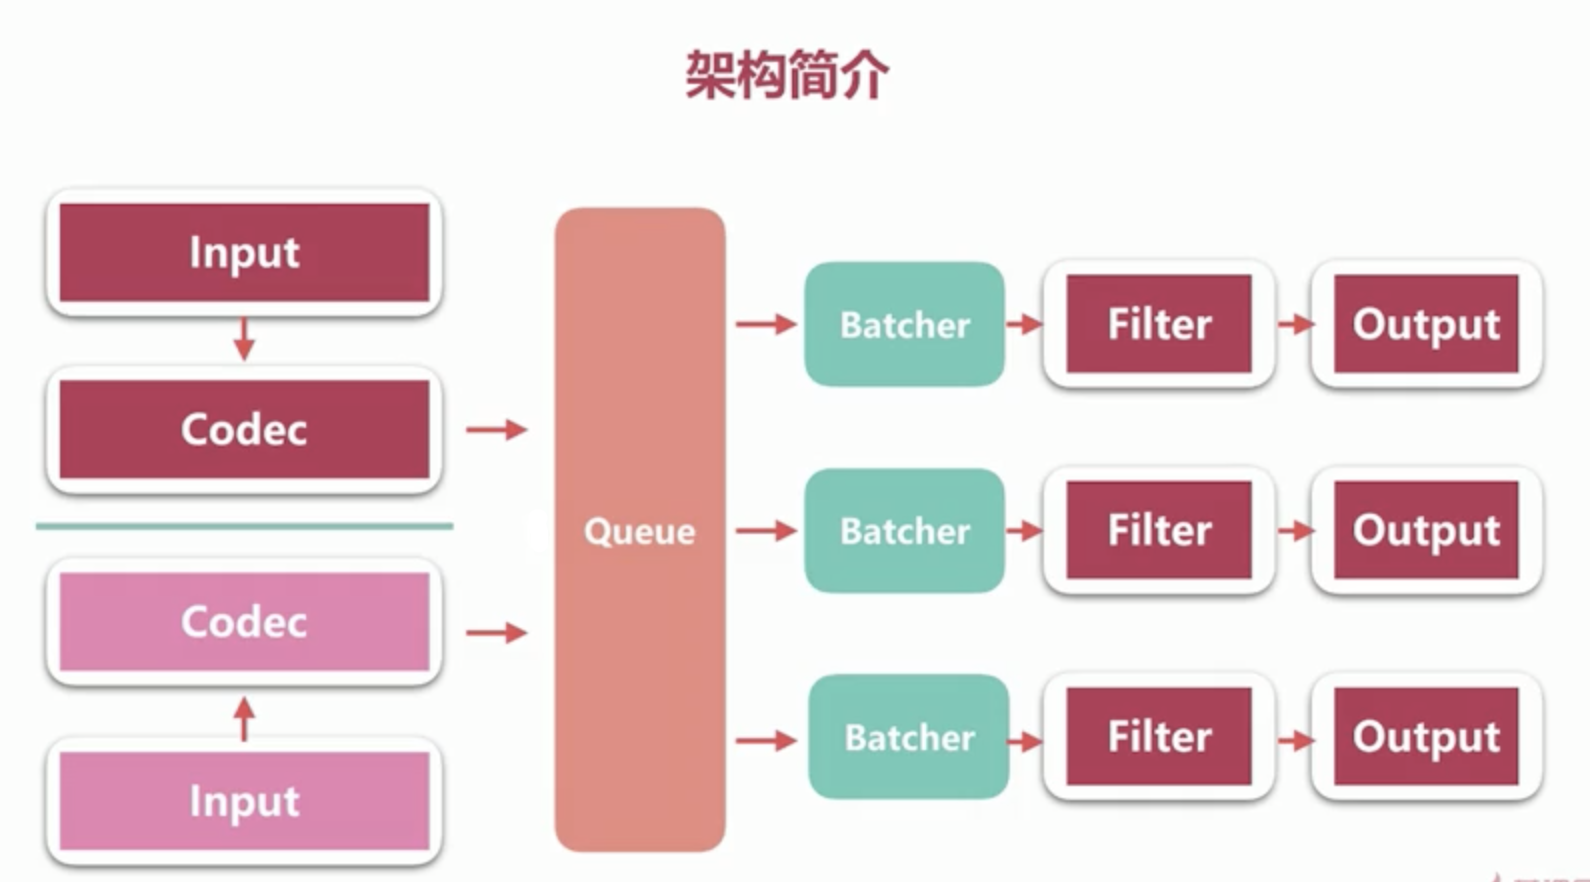 架构简介
Input
Codec
Codec
Input
Queue
Batcher
Filter
Output
Batcher
Filter
Output
Batcher
Filter
Output